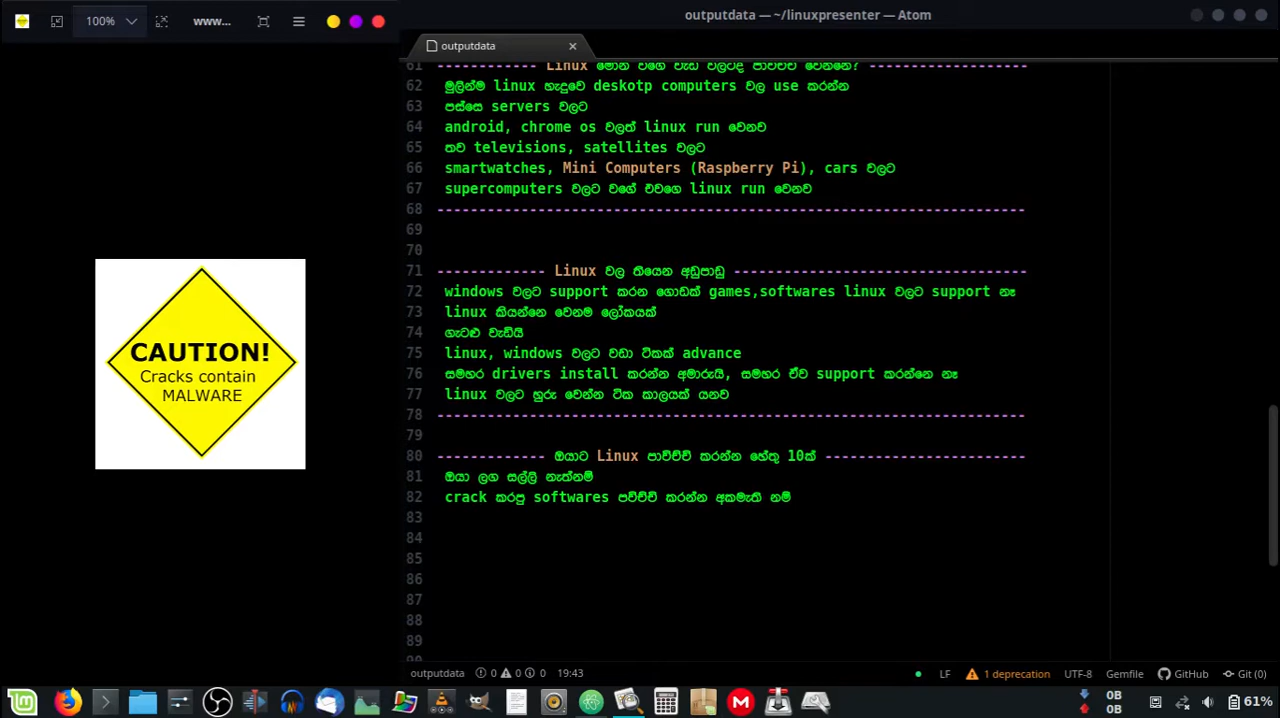 100%
www...
outputdata — ~/linuxpresenter — Atom
outputdata
CAUTION!
Cracks contain
MALWARE
61 ------------ Linux මොන වගේ වැඩ වලටද පාවිච්චි වෙන්නෙ? -------------------
62 මුලින්ම linux හැදුවෙ deskotp computers වල use කරන්න
63 පස්සෙ servers වලට
64 android, chrome os වලත් linux run වෙනව
65 තව televisions, satellites වලට
66 smartwatches, Mini Computers (Raspberry Pi), cars වලට
67 supercomputers වලට වගේ ඒවගෙ linux run වෙනව
68 ----------------------------------------------------------------------
69
70
71 ------------- Linux වල තියෙන අඩුපාඩු -----------------------------------
72 windows වලට support කරන ගොඩක් games,softwares linux වලට support නෑ
73 linux කියන්නෙ වෙනම ලෝකයක්
74 ගැටළු වැඩියි
75 linux, windows වලට වඩා ටිකක් advance
76 සමහර drivers install කරන්න අමාරුයි, සමහර ඒව support කරන්නෙ නෑ
77 linux වලට හුරු වෙන්න ටික කාලයක් යනව
78 ----------------------------------------------------------------------
79
80 ------------- ඔයාට Linux පාවිච්චි කරන්න හේතු 10ක් ------------------------
81 ඔයා ලග සල්ලි නැත්නම්
82 crack කරපු softwares පවිච්චි කරන්න අකමැති නම්
83
84
85
86
87
88
89
outputdata 0 0 0 19:43 LF 1 deprecation UTF-8 Gemfile GitHub Git (0)
0B
0B
61%